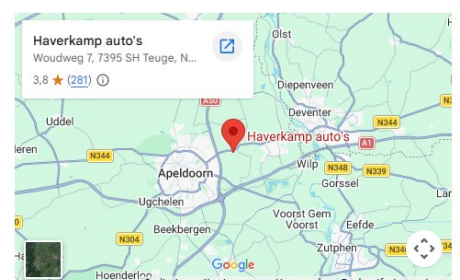 Haverkamp auto's
Woudweg 7, 7395 SH Teuge, N...
3,8 ★ (281)
Olst
Diepenveen
Deventer
A50
N344
Haverkamp auto's
A1
Uddel
N344
Apeldoorn
Wilp
N348
N339
Gorssel
Ugchelen
Voorst Gem
Voorst
Eefde
Beekbergen
N304
Zutphen
Google